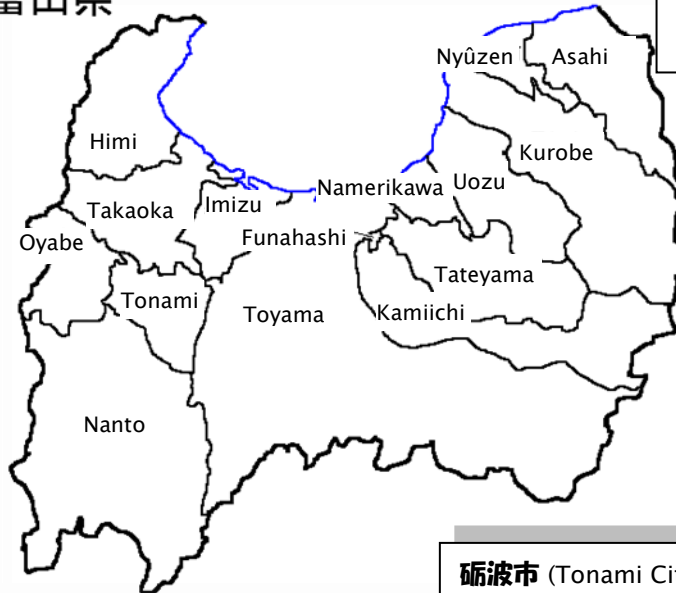 富山県
Nyûzen
Asahi
Himi
Kurobe
Takaoka
Imizu
Namerikawa
Uozu
Oyabe
Funahashi
Tonami
Tateyama
Toyama
Kamiichi
Nanto
砺波市 (Tonami Cit